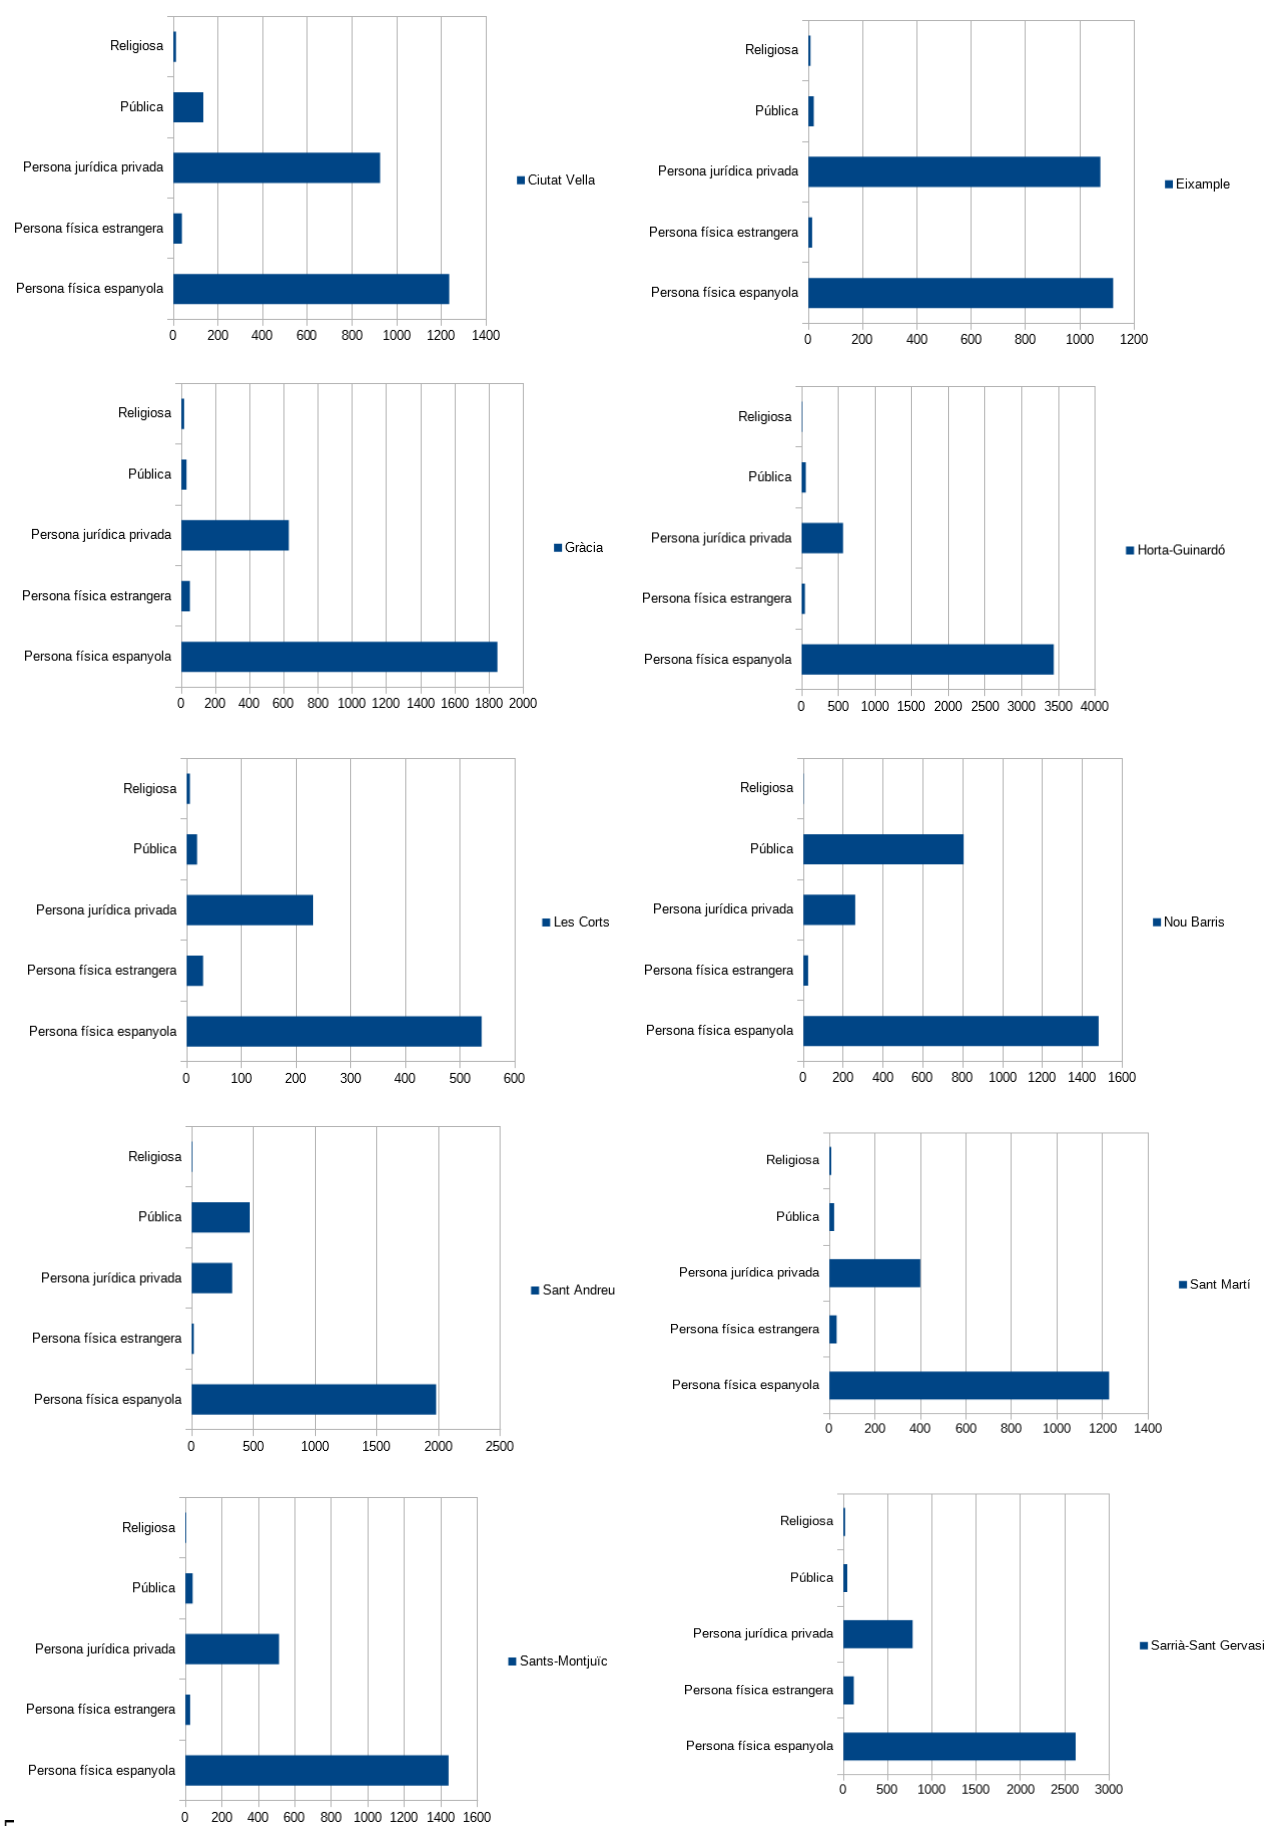 Religiosa
Pública
Persona jurídica privada
Persona física estrangera
Persona física espanyola
0 200 400 600 800 1000 1200 1400
Ciutat Vella
Religiosa
Pública
Persona jurídica privada
Persona física estrangera
Persona física espanyola
0 200 400 600 800 1000 1200
Eixample
Religiosa
Pública
Persona jurídica privada
Persona física estrangera
Persona física espanyola
0 200 400 600 800 1000 1200 1400 1600 1800 2000
Gràcia
Religiosa
Pública
Persona jurídica privada
Persona física estrangera
Persona física espanyola
0 500 1000 1500 2000 2500 3000 3500 4000
Horta-Guinardó
Religiosa
Pública
Persona jurídica privada
Persona física estrangera
Persona física espanyola
0 100 200 300 400 500 600
Les Corts
Religiosa
Pública
Persona jurídica privada
Persona física estrangera
Persona física espanyola
0 200 400 600 800 1000 1200 1400 1600
Nou Barris
Religiosa
Pública
Persona jurídica privada
Persona física estrangera
Persona física espanyola
0 500 1000 1500 2000 2500
Sant Andreu
Religiosa
Pública
Persona jurídica privada
Persona física estrangera
Persona física espanyola
0 200 400 600 800 1000 1200 1400
Sant Martí
Religiosa
Pública
Persona jurídica privada
Persona física estrangera
Persona física espanyola
0 200 400 600 800 1000 1200 1400 1600
Sants-Montjuïc
Religiosa
Pública
Persona jurídica privada
Persona física estrangera
Persona física espanyola
0 500 1000 1500 2000 2500 3000
Sarrià-Sant Gervasi